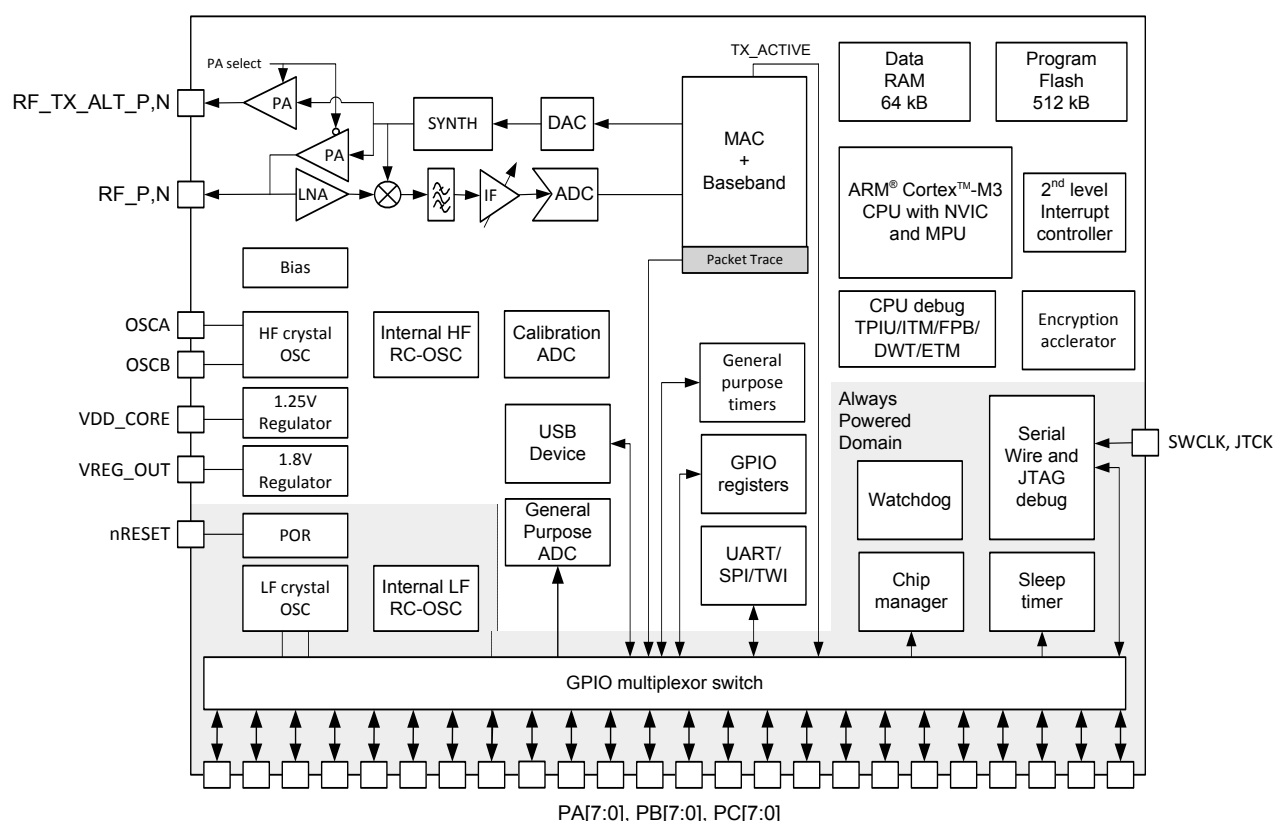 TX_ACTIVE
PA select
RF_TX_ALT_P,N
PA
SYNTH
DAC
MAC
+
Baseband
Data
RAM
64 kB
Program
Flash
512 kB
PA
RF_P,N
LNA
IF
ADC
ARM® Cortex™-M3
CPU with NVIC
and MPU
2nd level
Interrupt
controller
Packet Trace
Bias
OSCA
OSCB
HF crystal
OSC
Internal HF
RC-OSC
Calibration
ADC
CPU debug
TPIU/ITM/FPB/
DWT/ETM
Encryption
acclerator
General
purpose
timers
VDD_CORE
1.25V
Regulator
USB
Device
Always
Powered
Domain
Serial
Wire and
JTAG
debug
SWCLK, JTCK
VREG_OUT
1.8V
Regulator
GPIO
registers
Watchdog
nRESET
POR
General
Purpose
ADC
UART/
SPI/TWI
LF crystal
OSC
Internal LF
RC-OSC
Chip
manager
Sleep
timer
GPIO multiplexor switch
PA[7:0], PB[7:0], PC[7:0]